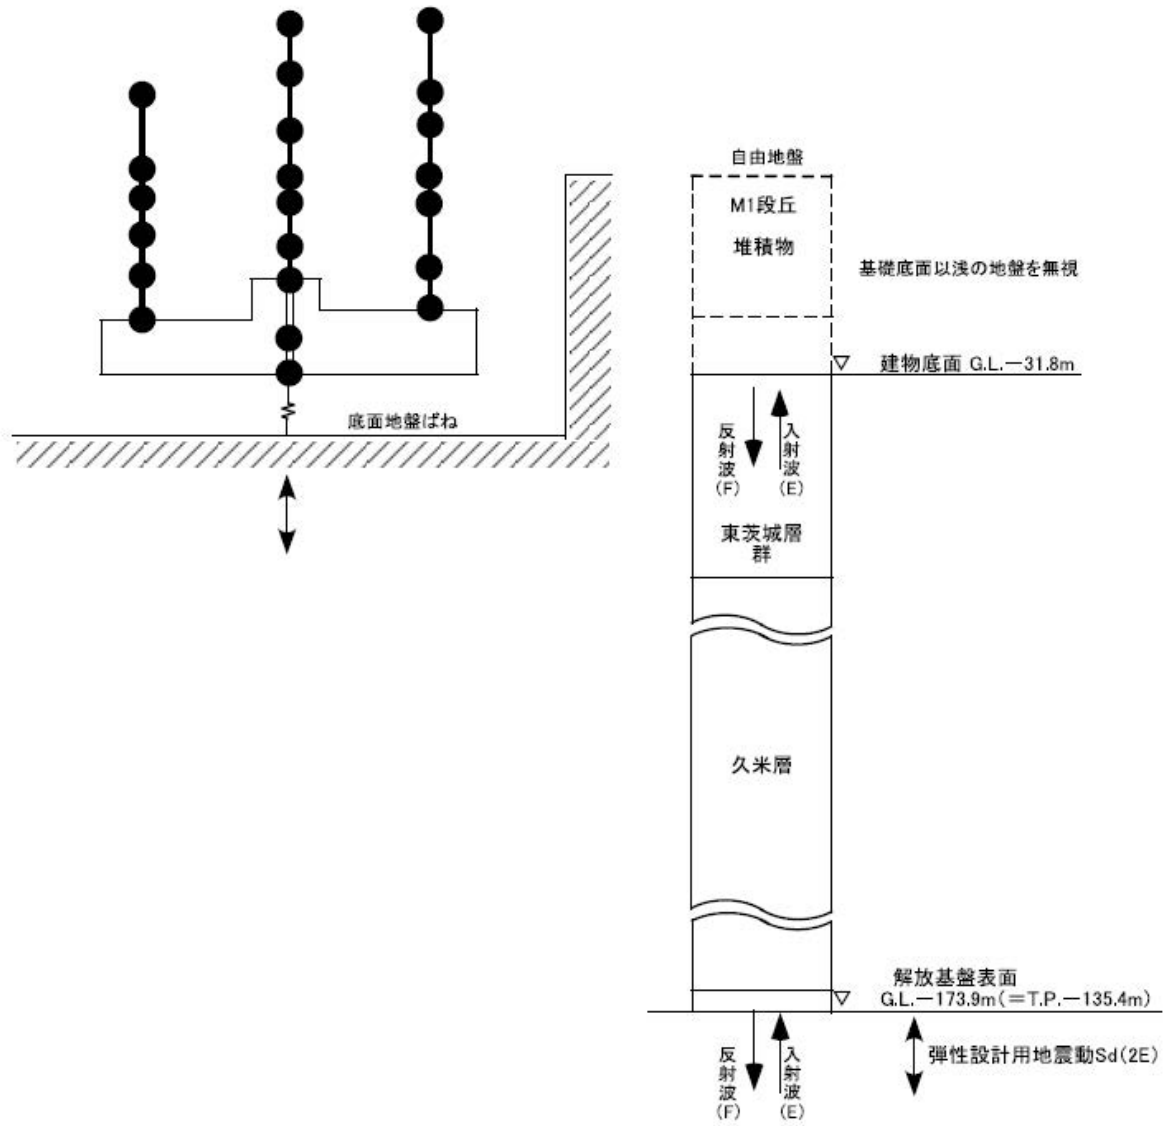 底面地盤ばね
自由地盤
M1段丘
堆積物
基礎底面以浅の地盤を無視
建物底面 G.L.－31.8m
反射波(F)
入射波(E)
東茨城層
群
久米層
解放基盤表面
G.L.－173.9m(＝T.P.－135.4m)
反射波(F)
入射波(E)
弾性設計用地震動Sd(2E)